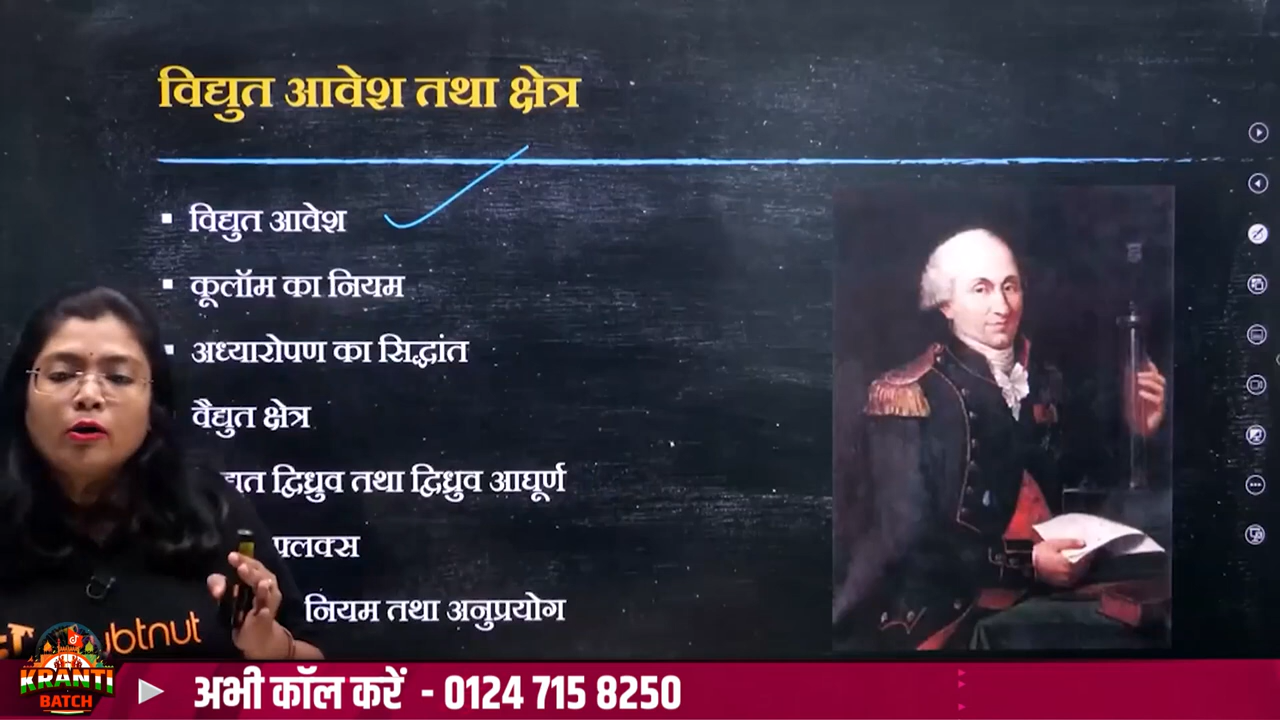 विद्युत आवेश तथा क्षेत्र
विद्युत आवेश
कूलॉम का नियम
अध्यारोपण का सिद्धांत
वैद्युत क्षेत्र
द्विध्रुव तथा द्विध्रुव आघूर्ण
फ्लक्स
नियम तथा अनुप्रयोग
KRANTI
BATCH
अभी कॉल करें - 0124 715 8250